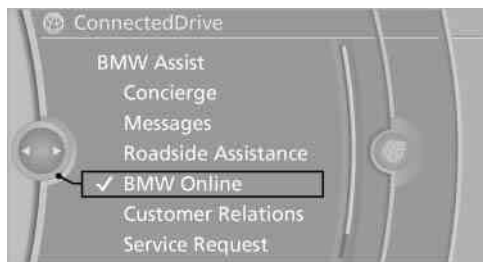 ConnectedDrive
BMW Assist
Concierge
Messages
Roadside Assistance
✓ BMW Online
Customer Relations
Service Request